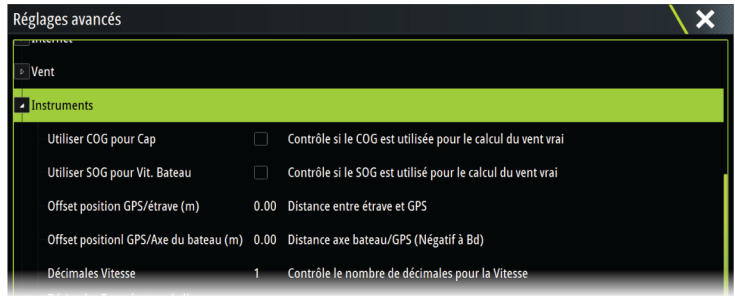 Réglages avancés
Internet
Vent
Instruments
Utiliser COG pour Cap Contrôle si le COG est utilisée pour le calcul du vent vrai
Utiliser SOG pour Vit. Bateau Contrôle si le SOG est utilisé pour le calcul du vent vrai
Offset position GPS/étrave (m) 0.00 Distance entre étrave et GPS
Offset positionl GPS/Axe du bateau (m) 0.00 Distance axe bateau/GPS (Négatif à Bd)
Décimales Vitesse 1 Contrôle le nombre de décimales pour la Vitesse